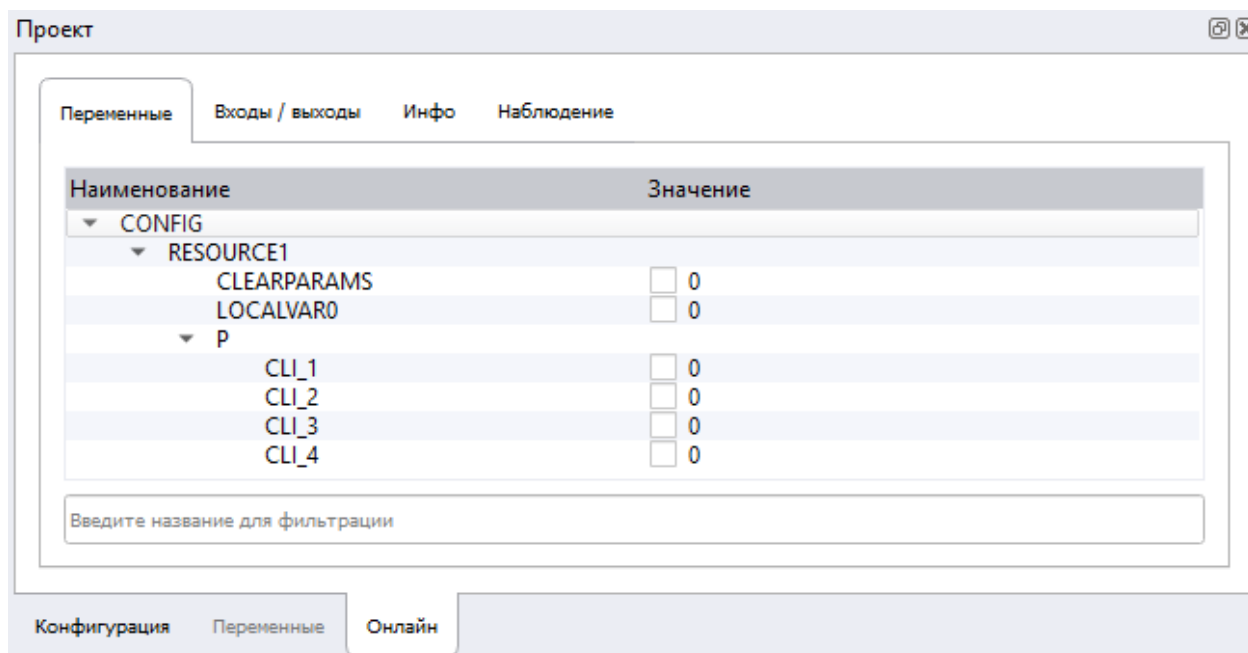 Проект
Переменные Входы / выходы Инфо Наблюдение
Наименование Значение
CONFIG
RESOURCE1
CLEARPARAMS 0
LOCALVAR0 0
P
CLI_1 0
CLI_2 0
CLI_3 0
CLI_4 0
Введите название для фильтрации
Конфигурация Переменные Онлайн